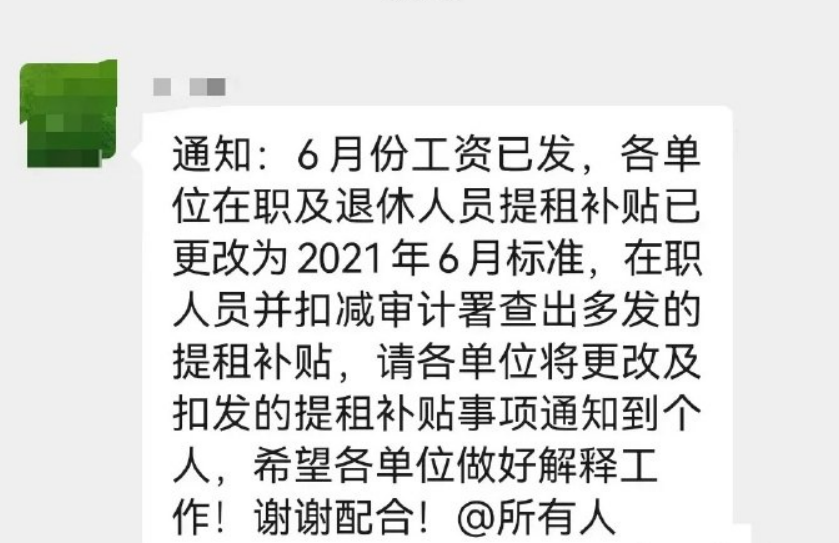 通知：6月份工资已发，各单
位在职及退休人员提租补贴已
更改为2021年6月标准，在职
人员并扣减审计署查出多发的
提租补贴，请各单位将更改及
扣发的提租补贴事项通知到个
人，希望各单位做好解释工
作！谢谢配合！@所有人